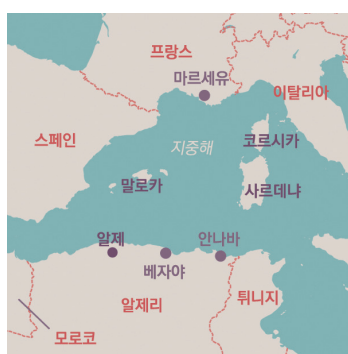 프랑스
마르세유
이탈리아
스페인
지중해
코르시카
말로카
사르데냐
알제
안나바
베자야
알제리
튀니지
모로코